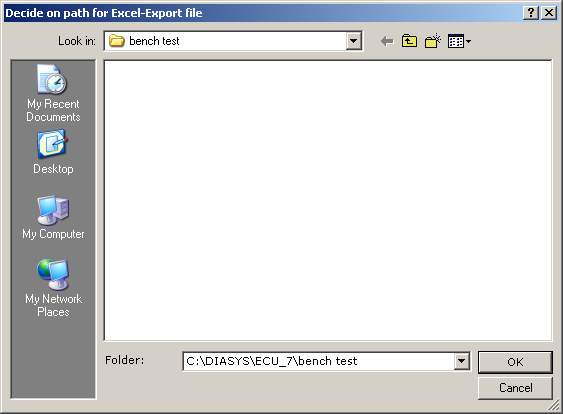 Decide on path for Excel-Export file
Look in:
bench test
My Recent
Documents
Desktop
My Computer
My Network
Places
Folder:
C:\DIASYS\ECU_7\bench test
OK
Cancel